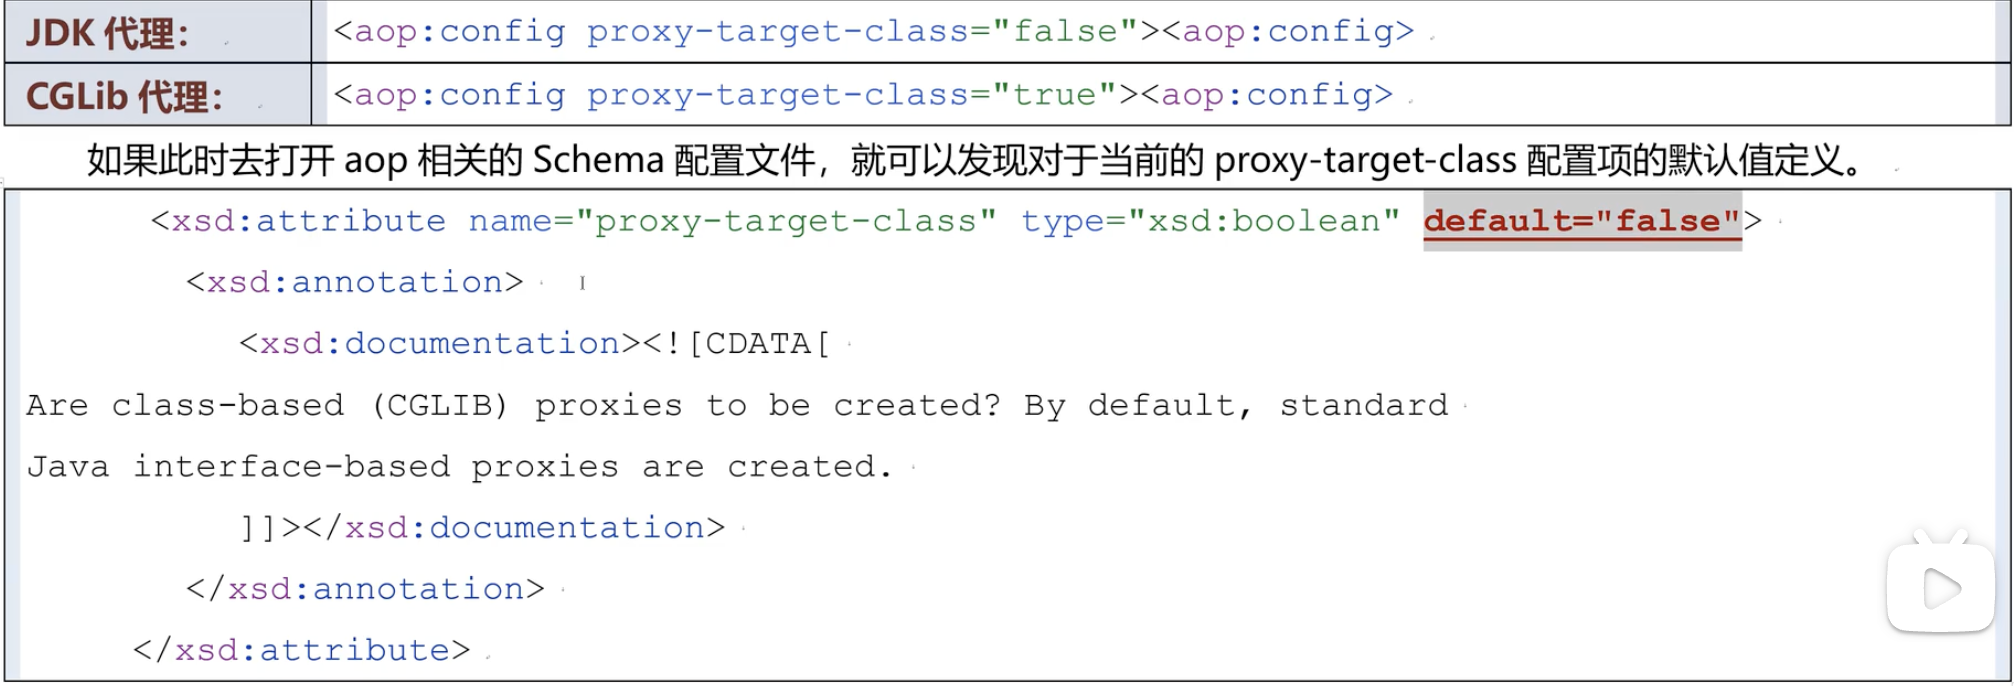 JDK 代理： <aop:config proxy-target-class="false"><aop:config>
CGLib 代理： <aop:config proxy-target-class="true"><aop:config>
如果此时去打开 aop 相关的 Schema 配置文件，就可以发现对于当前的 proxy-target-class 配置项的默认值定义。
<xsd:attribute name="proxy-target-class" type="xsd:boolean" default="false">
<xsd:annotation>
<xsd:documentation><![CDATA[
Are class-based (CGLIB) proxies to be created? By default, standard
Java interface-based proxies are created.
]]></xsd:documentation>
</xsd:annotation>
</xsd:attribute>